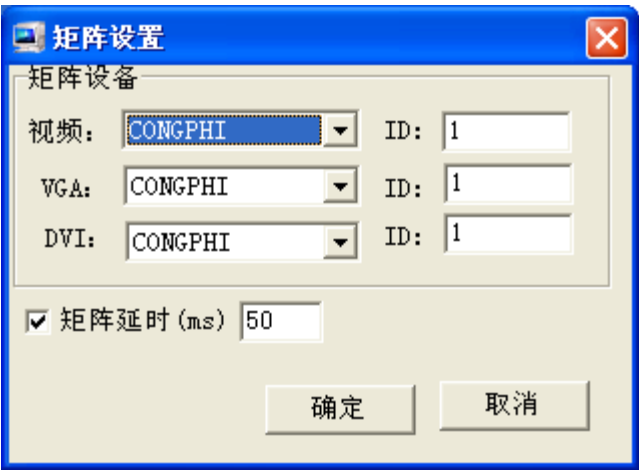 矩阵设置
矩阵设备
视频: CONGPHI ID: 1
VGA: CONGPHI ID: 1
DVI: CONGPHI ID: 1
矩阵延时(ms) 50
确定 取消